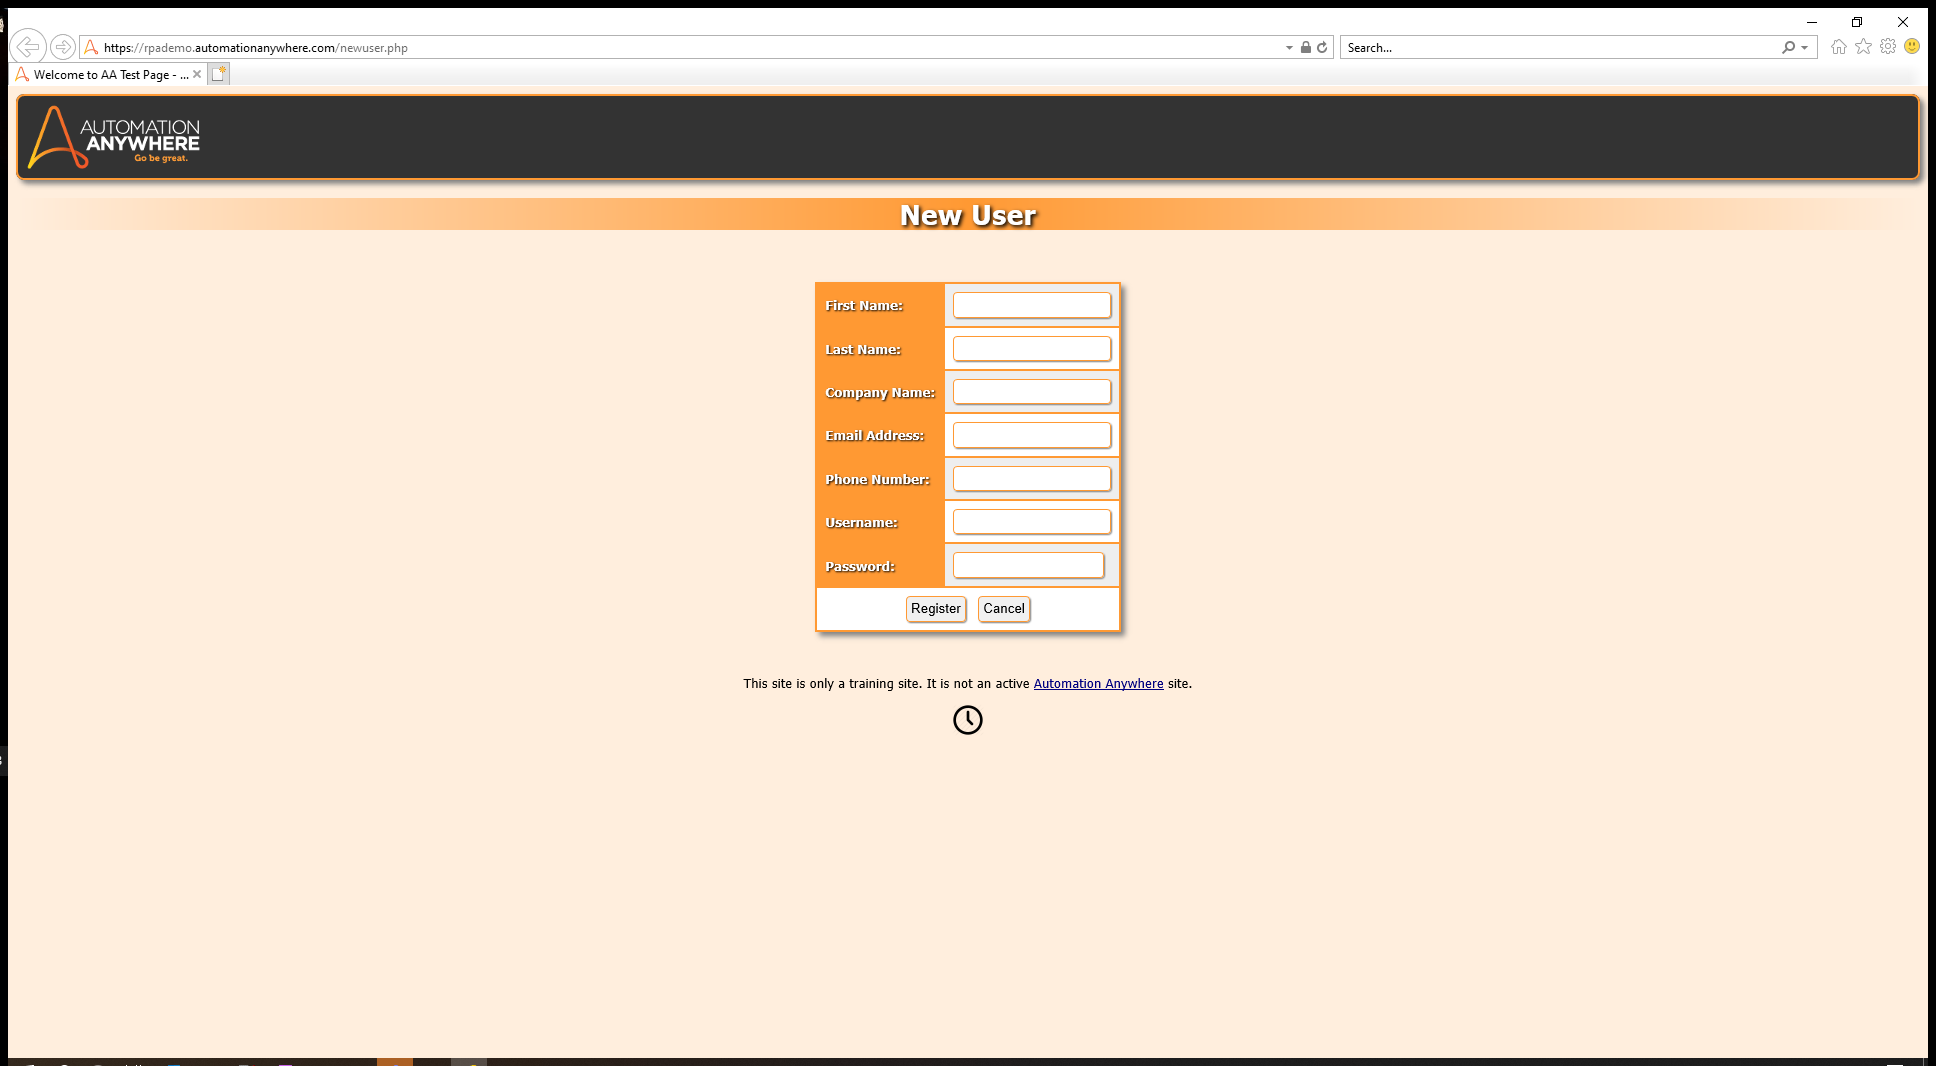 https://rpademo.automationanywhere.com/newuser.php
Search...
Welcome to AA Test Page - ...
AUTOMATION
ANYWHERE
Go be great.
New User
First Name:
Last Name:
Company Name:
Email Address:
Phone Number:
Username:
Password:
Register Cancel
This site is only a training site. It is not an active Automation Anywhere site.